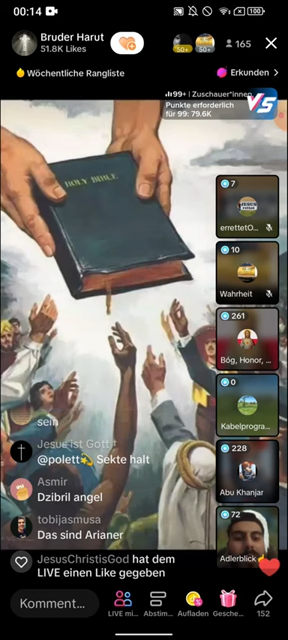 00:14
100
Bruder Harut
51.8K Likes
50+
50+
165
Wöchentliche Rangliste
Erkunden >
99+ | Zuschauer*innen
Punkte erforderlich
für 99: 79.6K
VS
HOLY BIBLE
7
JESUS
errettetO...
10
Wahrheit
261
Bóg, Honor, ...
0
Kabelprogra...
228
Abu Khanjar
72
Adlerblick
sein
Jesus ist Gott
@polett💫 Sekte halt
Asmir
Dzibril angel
tobijasmusa
Das sind Arianer
JesusChristisGod hat dem
LIVE einen Like gegeben
Komment...
LIVE mi...
Abstim...
Aufladen
Gesche...
152